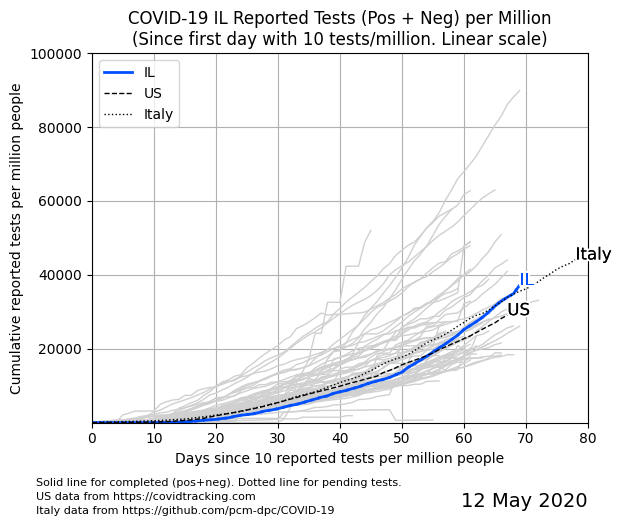 COVID-19 IL Reported Tests (Pos + Neg) per Million
(Since first day with 10 tests/million. Linear scale)
Cumulative reported tests per million people
100000
80000
60000
40000
20000
IL
US
Italy
Italy
IL
US
0 10 20 30 40 50 60 70 80
Days since 10 reported tests per million people
Solid line for completed (pos+neg). Dotted line for pending tests.
US data from https://covidtracking.com
Italy data from https://github.com/pcm-dpc/COVID-19
12 May 2020